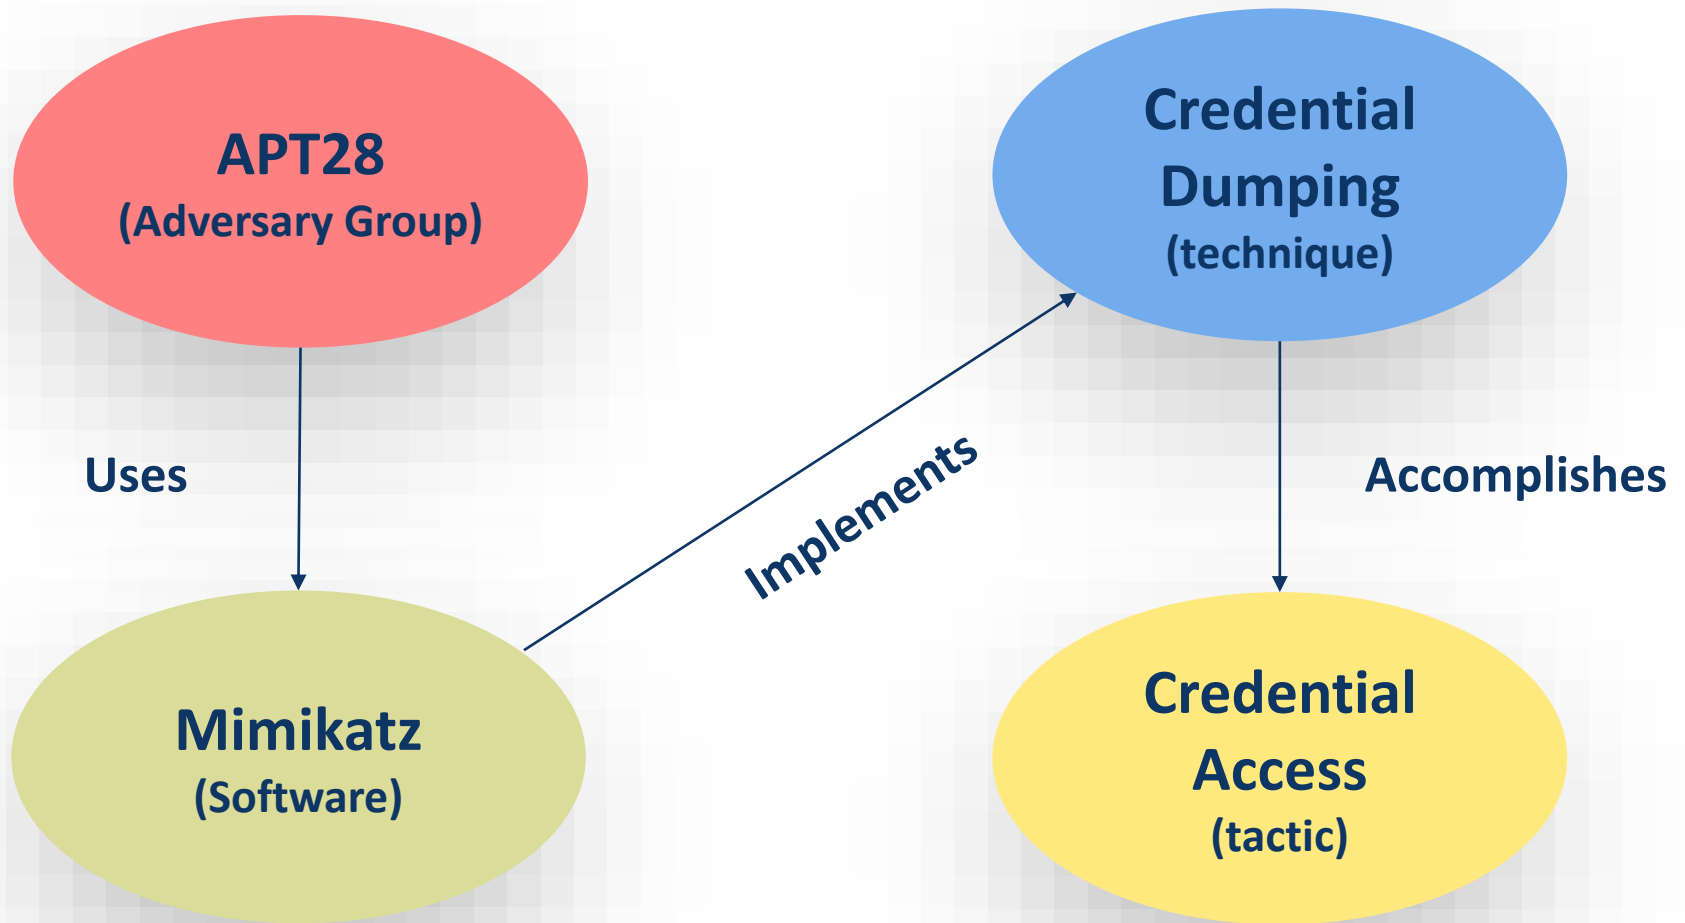 APT28
(Adversary Group)
Uses
Mimikatz
(Software)
Implements
Credential
Dumping
(technique)
Accomplishes
Credential
Access
(tactic)